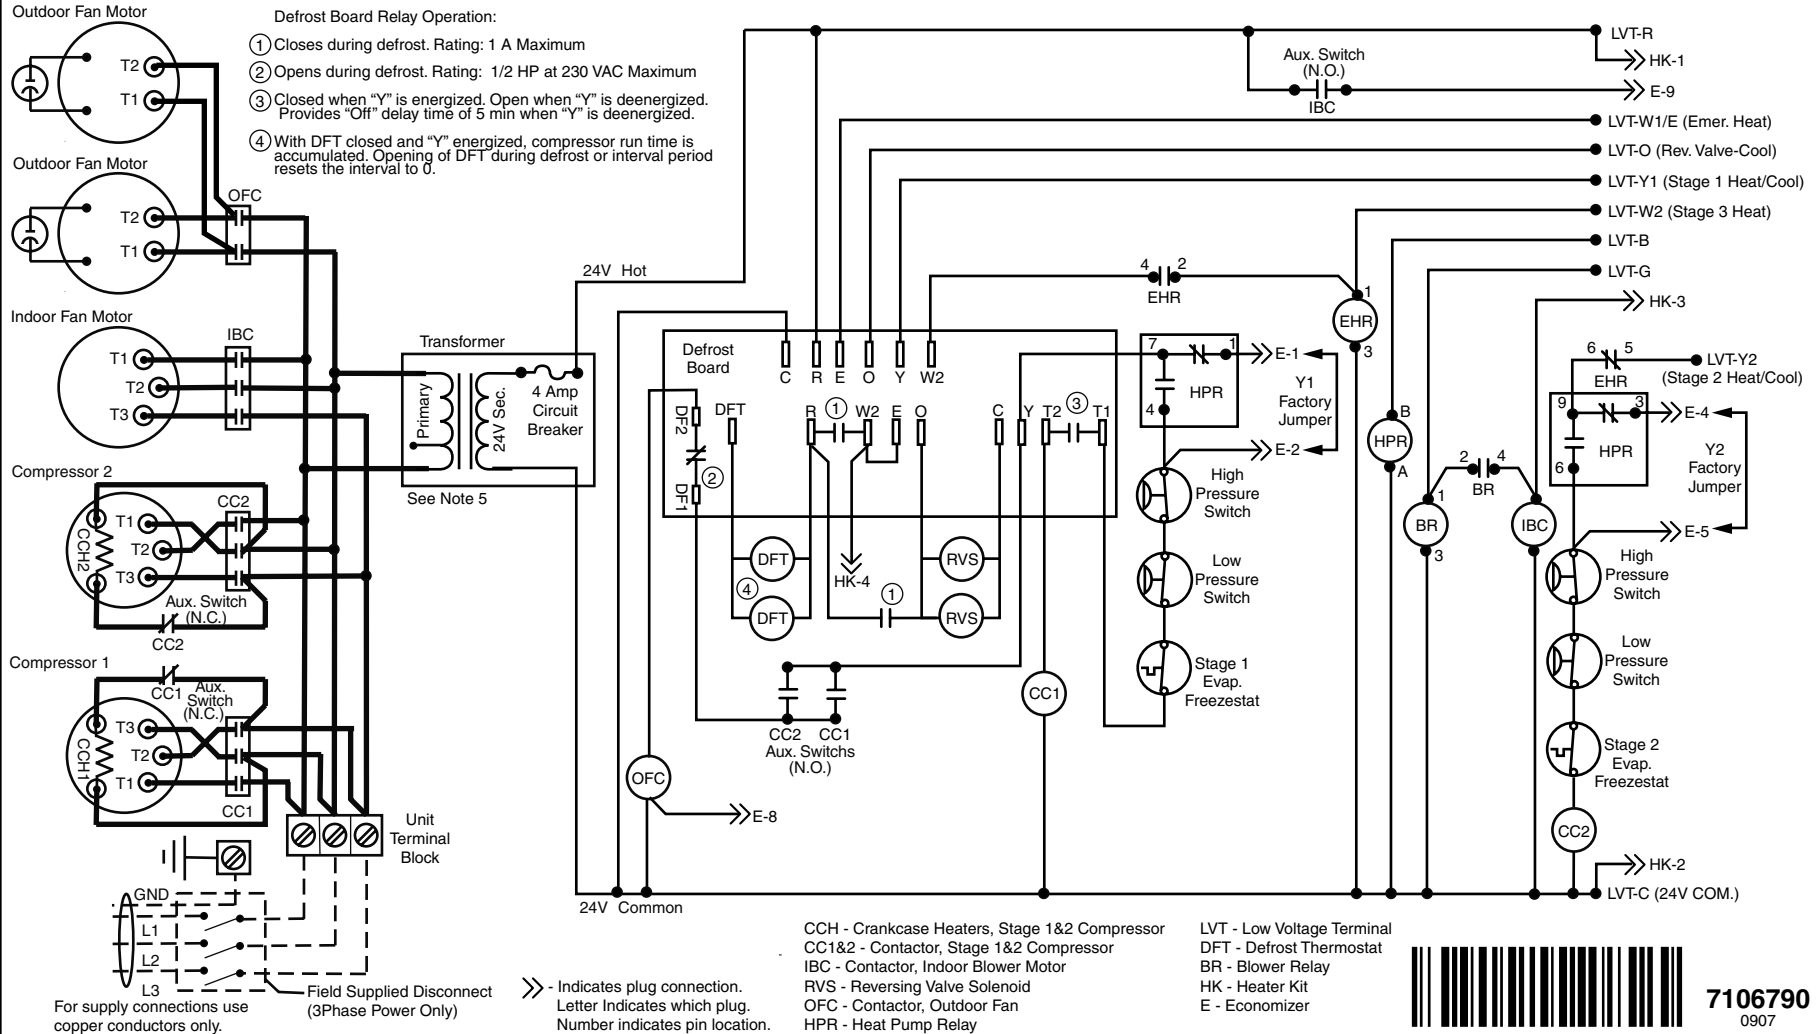 Outdoor Fan Motor
T2
T1
Defrost Board Relay Operation:
1 Closes during defrost. Rating: 1 A Maximum
2 Opens during defrost. Rating: 1/2 HP at 230 VAC Maximum
3 Closed when “Y” is energized. Open when “Y” is deenergized.
Provides “Off” delay time of 5 min when “Y” is deenergized.
4 With DFT closed and “Y” energized, compressor run time is
accumulated. Opening of DFT during defrost or interval period
resets the interval to 0.
Outdoor Fan Motor
T2
T1
OFC
Indoor Fan Motor
T1
T2
T3
IBC
Compressor 2
CCH2
T1
T2
T3
CC2
Aux. Switch
(N.C.)
CC2
Compressor 1
CC1
Aux.
Switch
(N.C.)
CCH1
T3
T2
T1
CC1
Unit
Terminal
Block
GND
L1
L2
L3
For supply connections use
copper conductors only.
Field Supplied Disconnect
(3Phase Power Only)
Transformer
Primary
24V Sec.
4 Amp
Circuit
Breaker
See Note 5
24V Hot
24V Common
Defrost
Board
C
R
E
O
Y
W2
DF2
DF1
2
DFT
R
1
W2
E
O
C
Y
T2
3
T1
DFT
4
DFT
HK-4
1
RVS
RVS
CC2
CC1
Aux. Switchs
(N.O.)
OFC
E-8
CC1
Aux. Switch
(N.O.)
IBC
LVT-R
HK-1
E-9
LVT-W1/E (Emer. Heat)
LVT-O (Rev. Valve-Cool)
LVT-Y1 (Stage 1 Heat/Cool)
LVT-W2 (Stage 3 Heat)
LVT-B
LVT-G
HK-3
4
2
EHR
1
EHR
3
7
1
HPR
4
E-1
Y1
Factory
Jumper
E-2
High
Pressure
Switch
Low
Pressure
Switch
Stage 1
Evap.
Freezestat
B
HPR
A
1
BR
3
2
4
BR
IBC
6
5
EHR
LVT-Y2
(Stage 2 Heat/Cool)
9
3
HPR
6
E-4
Y2
Factory
Jumper
E-5
High
Pressure
Switch
Low
Pressure
Switch
Stage 2
Evap.
Freezestat
CC2
HK-2
LVT-C (24V COM.)
- Indicates plug connection.
Letter Indicates which plug.
Number indicates pin location.
CCH - Crankcase Heaters, Stage 1&2 Compressor
CC1&2 - Contactor, Stage 1&2 Compressor
IBC - Contactor, Indoor Blower Motor
RVS - Reversing Valve Solenoid
OFC - Contactor, Outdoor Fan
HPR - Heat Pump Relay
LVT - Low Voltage Terminal
DFT - Defrost Thermostat
BR - Blower Relay
HK - Heater Kit
E - Economizer
7106790
0907